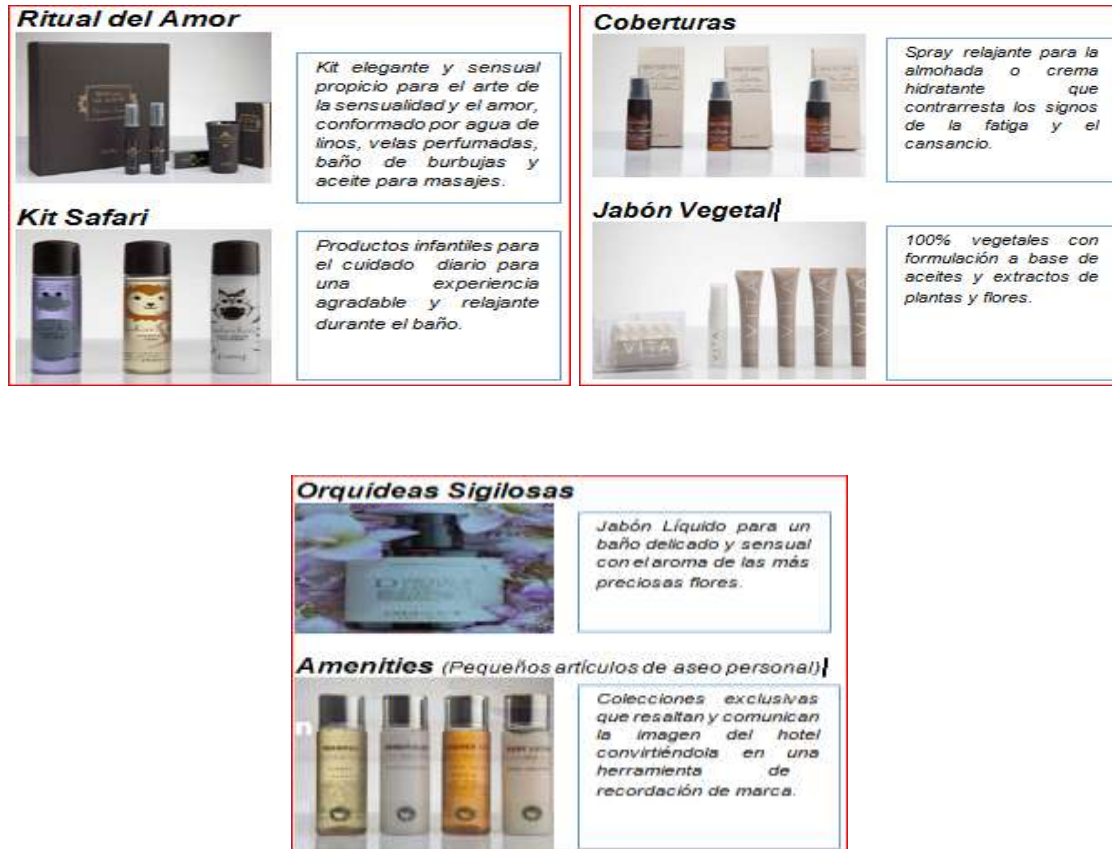 Ritual del Amor
Kit elegante y sensual
propicio para el arte de
la sensualidad y el amor,
conformado por agua de
linos, velas perfumadas,
baño de burbujas y
aceite para masajes.
Kit Safari
Productos infantiles para
el cuidado diario para
una experiencia
agradable y relajante
durante el baño.
Coberturas
Spray relajante para la
almohada o crema
hidratante que
contrarresta los signos
de la fatiga y el
cansancio.
Jabón Vegetal
VITA
VITA
VITA
VITA
VITA
VITA
100% vegetales con
formulación a base de
aceites y extractos de
plantas y flores.
Orquídeas Sigilosas
Jabón Líquido para un
baño delicado y sensual
con el aroma de las más
preciosas flores.
Amenities (Pequeños artículos de aseo personal)
n
Colecciones exclusivas
que resaltan y comunican
la imagen del hotel
convirtiéndola en una
herramienta de
recordación de marca.